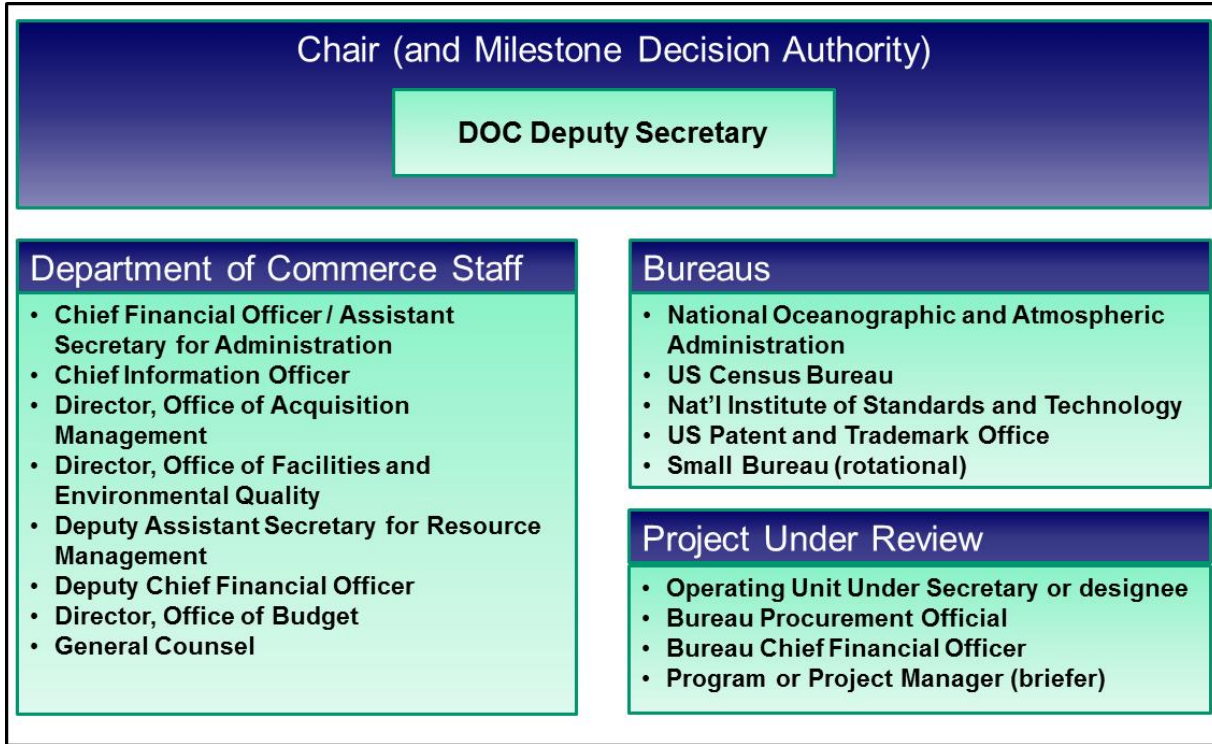 Chair (and Milestone Decision Authority)
DOC Deputy Secretary
Department of Commerce Staff
• Chief Financial Officer / Assistant
Secretary for Administration
• Chief Information Officer
• Director, Office of Acquisition
Management
• Director, Office of Facilities and
Environmental Quality
• Deputy Assistant Secretary for Resource
Management
• Deputy Chief Financial Officer
• Director, Office of Budget
• General Counsel
Bureaus
• National Oceanographic and Atmospheric
Administration
• US Census Bureau
• Nat'l Institute of Standards and Technology
• US Patent and Trademark Office
• Small Bureau (rotational)
Project Under Review
• Operating Unit Under Secretary or designee
• Bureau Procurement Official
• Bureau Chief Financial Officer
• Program or Project Manager (briefer)